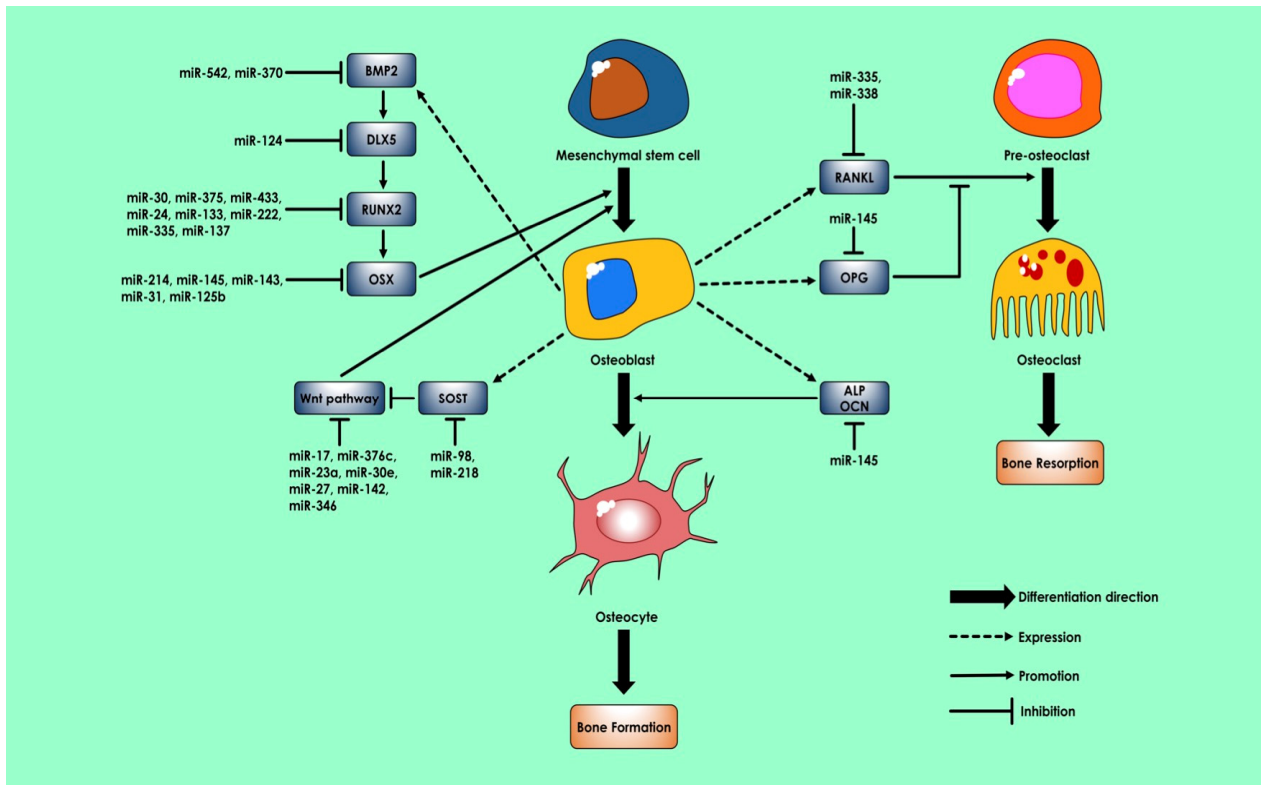 miR-542, miR-370
BMP2
miR-124
DLX5
miR-30, miR-375, miR-433,
miR-24, miR-133, miR-222,
miR-335, miR-137
RUNX2
miR-214, miR-145, miR-143,
miR-31, miR-125b
OSX
Wnt pathway
SOST
miR-17, miR-376c,
miR-23a, miR-30e,
miR-27, miR-142,
miR-346
miR-98,
miR-218
Mesenchymal stem cell
Osteoblast
Osteocyte
Bone Formation
miR-335,
miR-338
RANKL
miR-145
OPG
ALP
OCN
miR-145
Pre-osteoclast
Osteoclast
Bone Resorption
Differentiation direction
Expression
Promotion
Inhibition